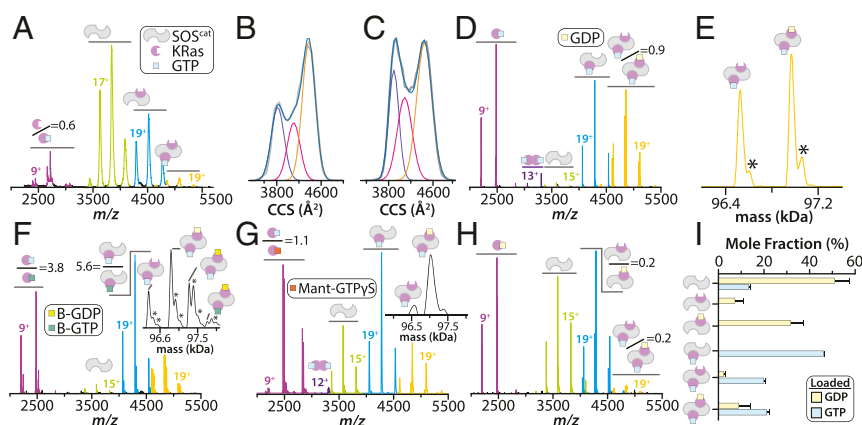 A
SOScat
KRas
GTP
=0.6
17+
19+
9+
19+
2500 3500 4500 5500
m/z
B
3800 4600
CCS (Å2)
C
3800 4600
CCS (Å2)
D
GDP
=0.9
9+
19+
19+
13+
15+
2500 3500 4500 5500
m/z
E
*
*
96.4 97.2
mass (kDa)
F
=3.8
5.6=
B-GDP
B-GTP
9+
19+
15+
19+
* * * *
96.6 97.5
mass (kDa)
2500 3500 4500 5500
m/z
G
=1.1
Mant-GTPγS
9+
12+
15+
19+
19+
96.5 97.5
mass (kDa)
2500 3500 4500 5500
m/z
H
=0.2
=0.2
9+
15+
19+
19+
2500 3500 4500 5500
m/z
I
Mole Fraction (%)
0 20 40 60
Loaded
GDP
GTP